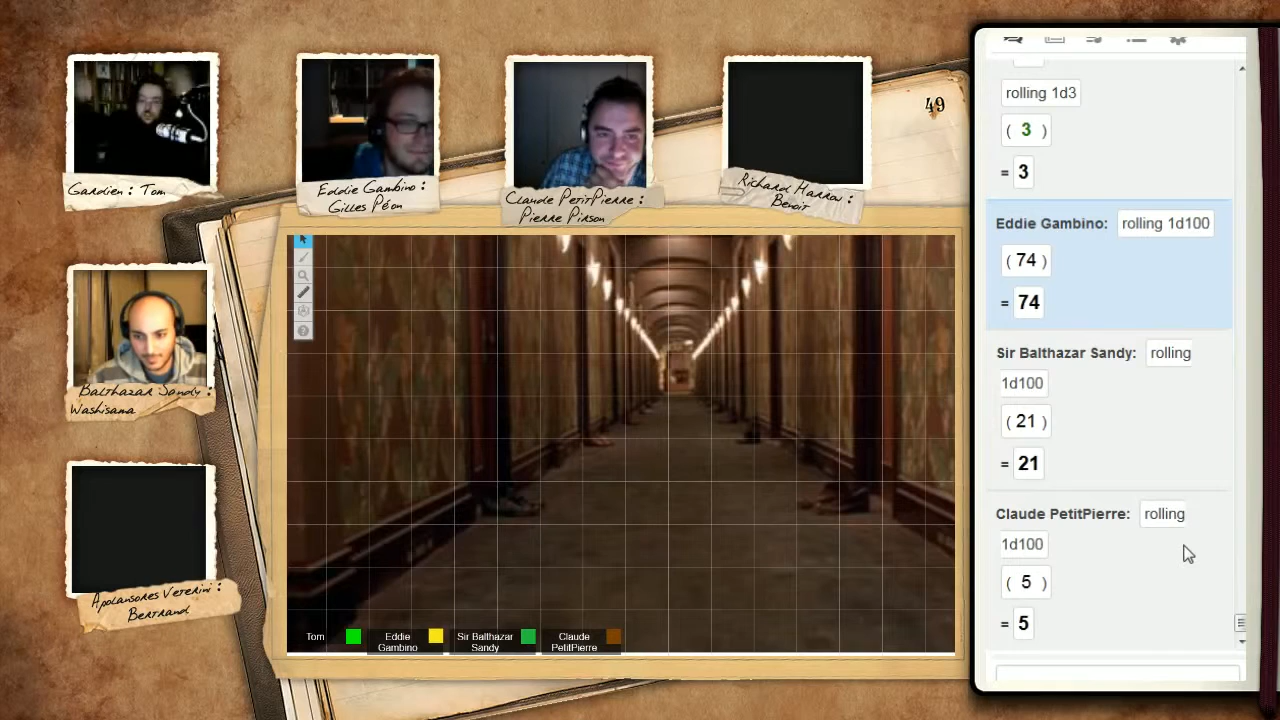 Gardien : Tom
Eddie Gambino :
Gilles Péon
Claude PetitPierre :
Pierre Pirson
Richard Harrow :
Benoit
49
Balthazar Sandy :
Washisama
Apolansores Veterini :
Bertrand
Tom
Eddie
Gambino
Sir Balthazar
Sandy
Claude
PetitPierre
rolling 1d3
( 3 )
= 3
Eddie Gambino: rolling 1d100
( 74 )
= 74
Sir Balthazar Sandy: rolling
1d100
( 21 )
= 21
Claude PetitPierre: rolling
1d100
( 5 )
= 5